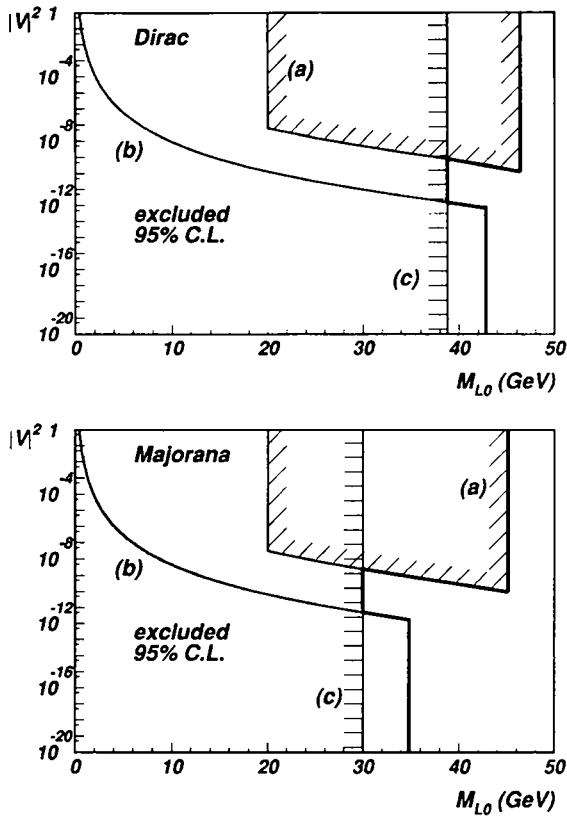 |V|² 1
Dirac
(a)
10⁻⁴
10⁻⁸
(b)
10⁻¹²
excluded
95% C.L.
10⁻¹⁶
(c)
10⁻²⁰
0 10 20 30 40 50
M_L0 (GeV)
|V|² 1
Majorana
(a)
10⁻⁴
10⁻⁸
(b)
10⁻¹²
excluded
95% C.L.
10⁻¹⁶
(c)
10⁻²⁰
0 10 20 30 40 50
M_L0 (GeV)